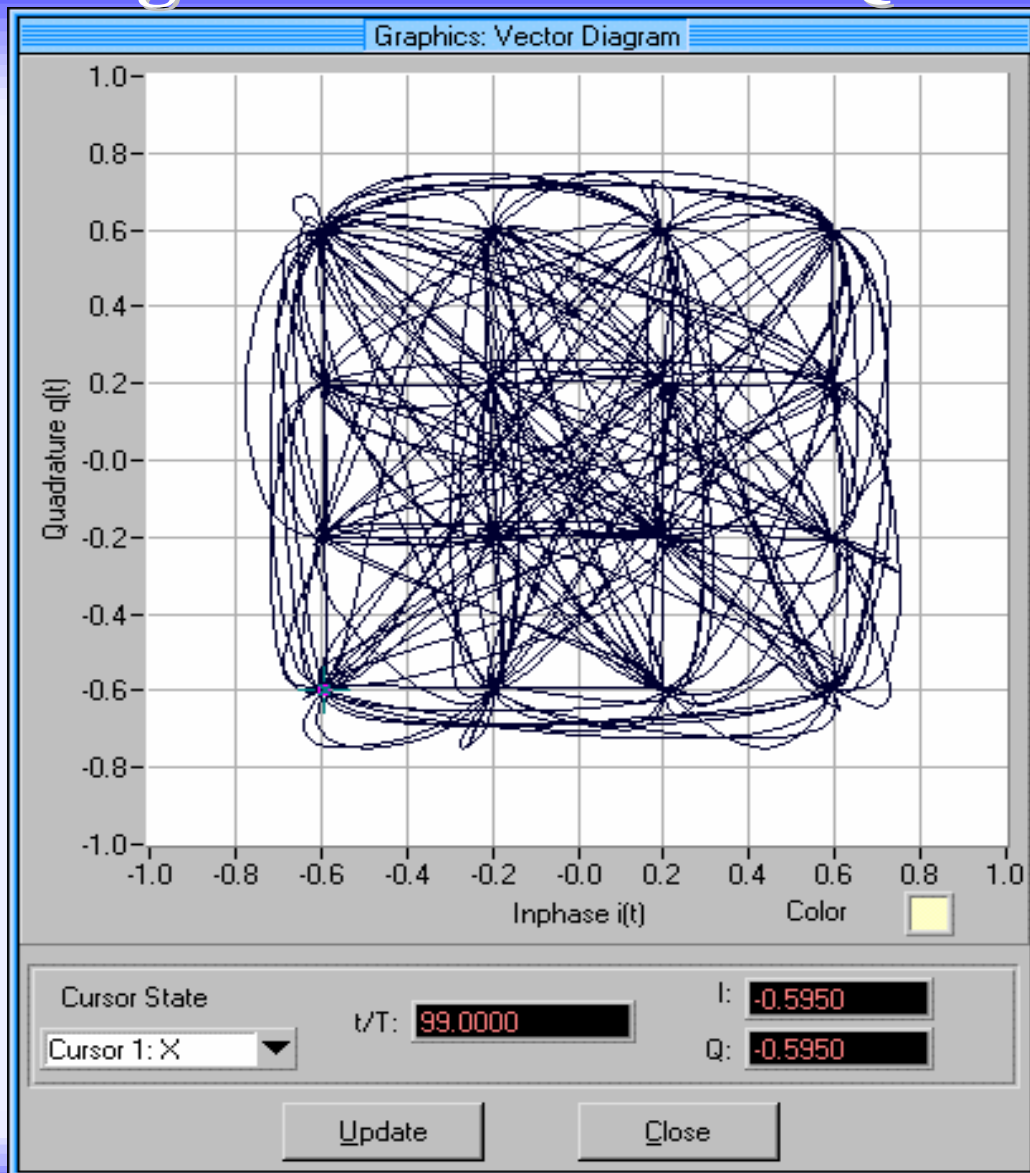 Graphics: Vector Diagram
1.0
0.8
0.6
0.4
0.2
-0.0
-0.2
-0.4
-0.6
-0.8
-1.0
Quadrature q(t)
-1.0 -0.8 -0.6 -0.4 -0.2 -0.0 0.2 0.4 0.6 0.8 1.0
Inphase i(t)
Color
Cursor State
Cursor 1: X
t/T: 99.0000
I: -0.5950
Q: -0.5950
Update
Close